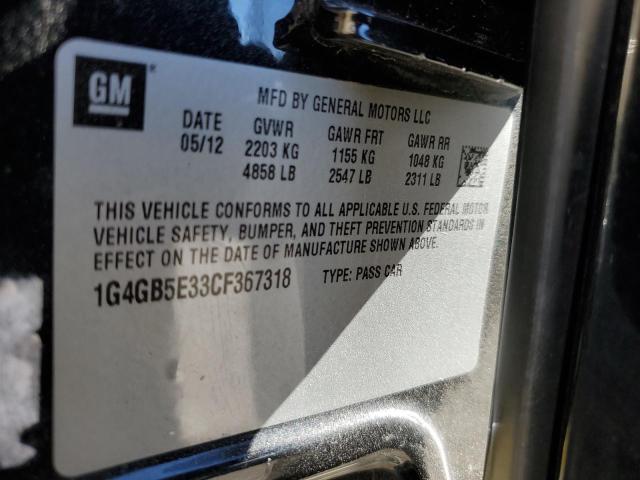 GM
MFD BY GENERAL MOTORS LLC
DATE GVWR GAWR FRT GAWR RR
05/12 2203 KG 1155 KG 1048 KG
4858 LB 2547 LB 2311 LB
THIS VEHICLE CONFORMS TO ALL APPLICABLE U.S. FEDERAL MOTOR
VEHICLE SAFETY, BUMPER, AND THEFT PREVENTION STANDARDS IN
EFFECT ON THE DATE OF MANUFACTURE SHOWN ABOVE.
1G4GB5E33CF367318 TYPE: PASS CAR